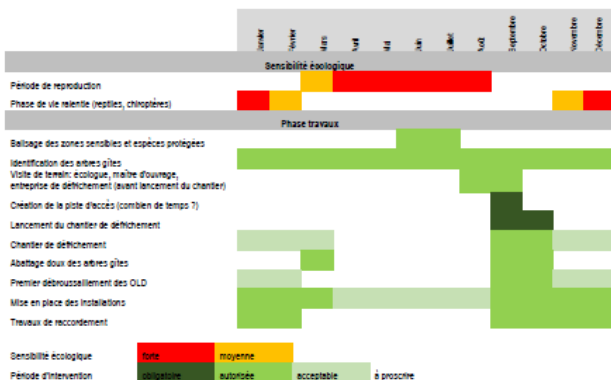 Janvier
Février
Mars
Avril
Mai
Juin
Juillet
Août
Septembre
Octobre
Novembre
Décembre
Sensibilité écologique
Période de reproduction
Phase de vie ralentie (reptiles, chiroptères)
Phase travaux
Balisage des zones sensibles et espèces protégées
Identification des arbres gîtes
Visite de terrain: écologue, maître d'ouvrage,
entreprise de défrichement (avant lancement du chantier)
Création de la piste d'accès (combien de temps ?)
Lancement du chantier de défrichement
Chantier de défrichement
Abattage doux des arbres gîtes
Premier débroussaillement des OLD
Mise en place des installations
Travaux de raccordement
Sensibilité écologique forte moyenne
Période d'intervention obligatoire autorisée acceptable à proscrire